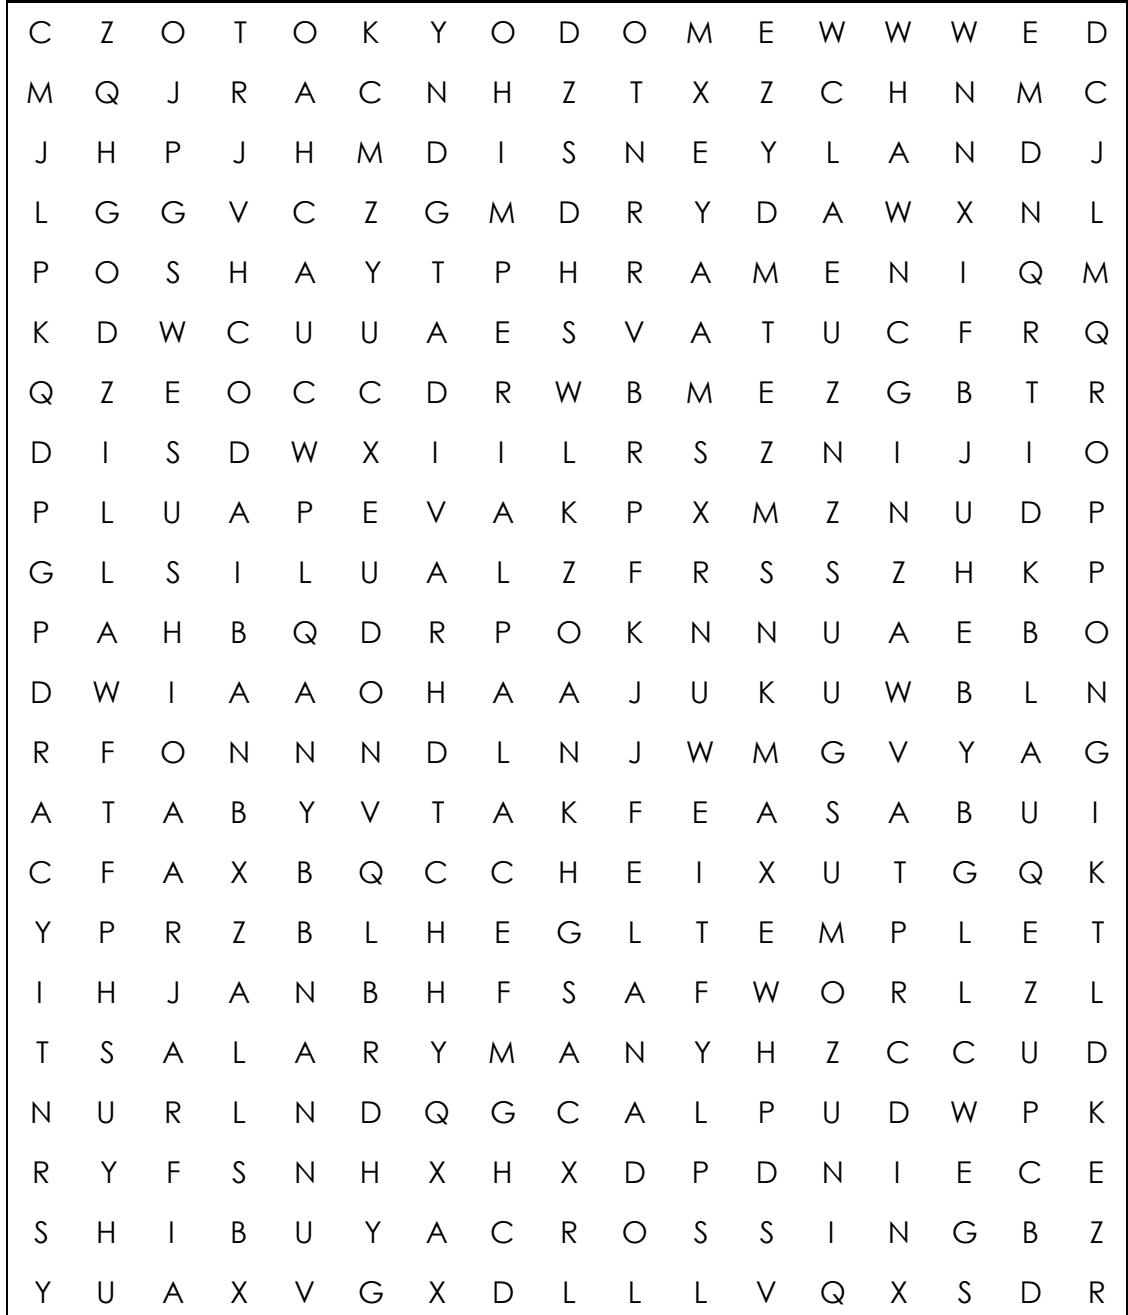 C Z O T O K Y O D O M E W W W E D
M Q J R A C N H Z T X Z C H N M C
J H P J H M D I S N E Y L A N D J
L G G V C Z G M D R Y D A W X N L
P O S H A Y T P H R A M E N I Q M
K D W C U U A E S V A T U C F R Q
Q Z E O C C D R W B M E Z G B T R
D I S D W X I I L R S Z N I J I O
P L U A P E V A K P X M Z N U D P
G L S I L U A L Z F R S S Z H K P
P A H B Q D R P O K N N U A E B O
D W I A A O H A A J U K U W B L N
R F O N N N D L N J W M G V Y A G
A T A B Y V T A K F E A S A B U I
C F A X B Q C C H E I X U T G Q K
Y P R Z B L H E G L T E M P L E T
I H J A N B H F S A F W O R L Z L
T S A L A R Y M A N Y H Z C C U D
N U R L N D Q G C A L P U D W P K
R Y F S N H X H X D P D N I E C E
S H I B U Y A C R O S S I N G B Z
Y U A X V G X D L L L V Q X S D R